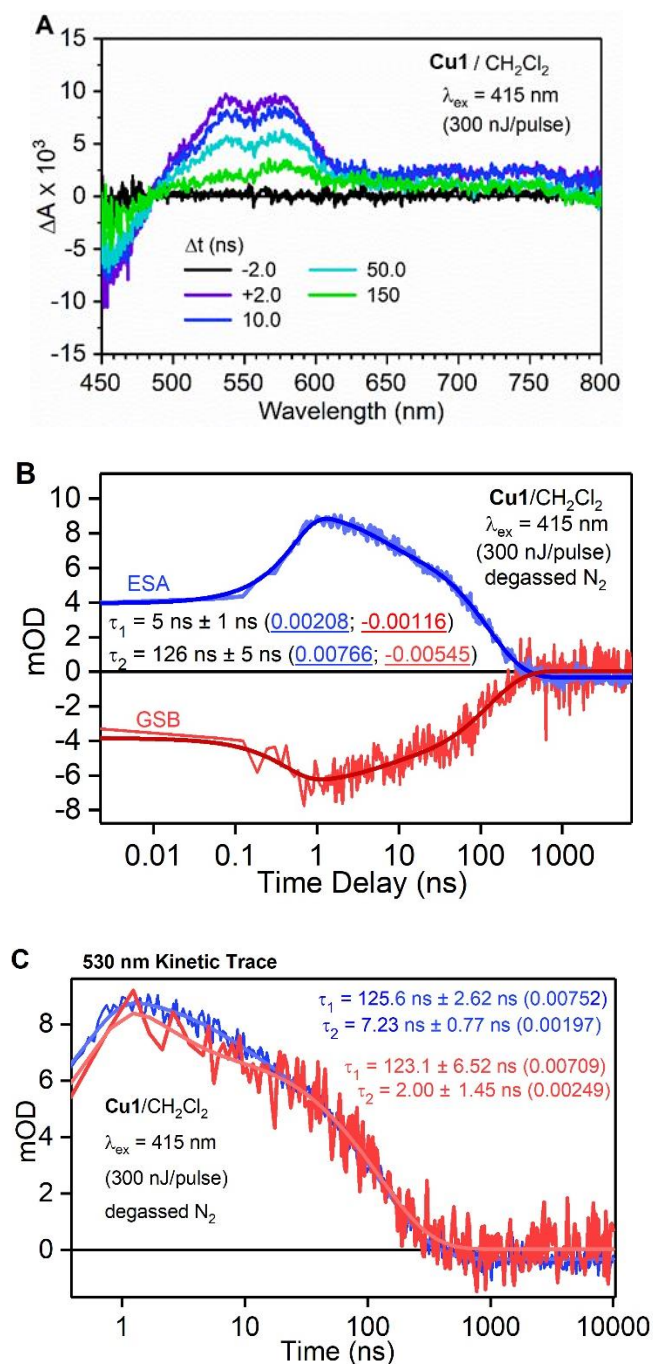 A
15
10
5
0
-5
-10
-15
ΔA x 10³
Cu1 / CH₂Cl₂
λₑₓ = 415 nm
(300 nJ/pulse)
Δt (ns)
-2.0
50.0
+2.0
150
10.0
450 500 550 600 650 700 750 800
Wavelength (nm)
B
10
8
6
4
2
0
-2
-4
-6
-8
mOD
Cu1/CH₂Cl₂
λₑₓ = 415 nm
(300 nJ/pulse)
degassed N₂
ESA
τ₁ = 5 ns ± 1 ns (0.00208; -0.00116)
τ₂ = 126 ns ± 5 ns (0.00766; -0.00545)
GSB
0.01 0.1 1 10 100 1000
Time Delay (ns)
C
530 nm Kinetic Trace
8
6
4
2
0
mOD
τ₁ = 125.6 ns ± 2.62 ns (0.00752)
τ₂ = 7.23 ns ± 0.77 ns (0.00197)
τ₁ = 123.1 ± 6.52 ns (0.00709)
τ₂ = 2.00 ± 1.45 ns (0.00249)
Cu1/CH₂Cl₂
λₑₓ = 415 nm
(300 nJ/pulse)
degassed N₂
1 10 100 1000 10000
Time (ns)